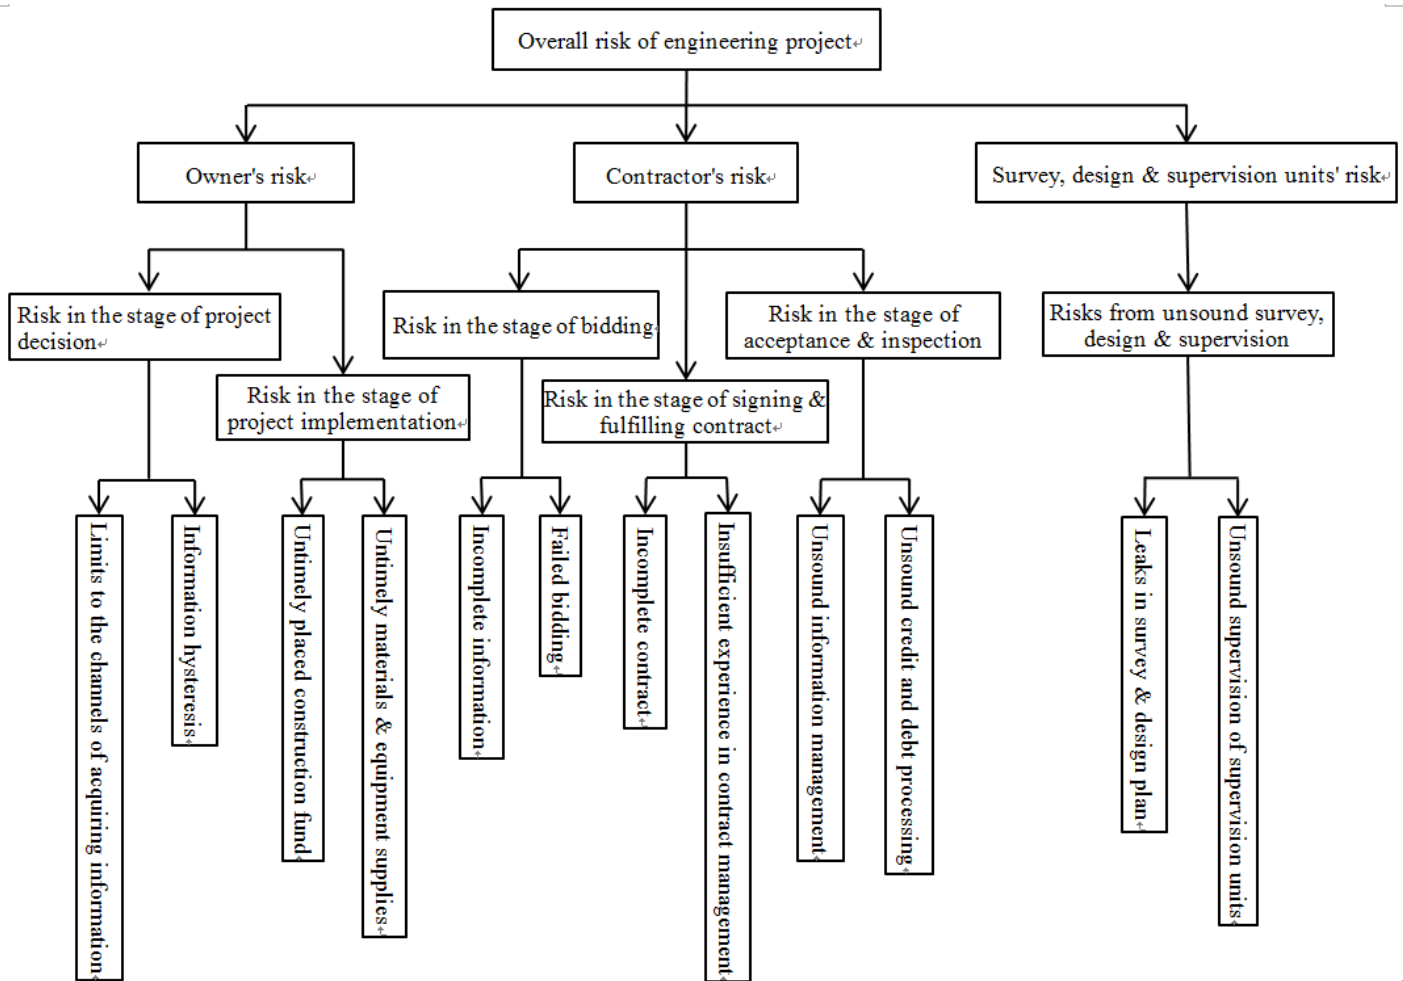 Overall risk of engineering project
Owner's risk
Contractor's risk
Survey, design & supervision units' risk
Risk in the stage of project
decision
Risk in the stage of
project implementation
Risk in the stage of bidding
Risk in the stage of signing &
fulfilling contract
Risk in the stage of
acceptance & inspection
Risks from unsound survey,
design & supervision
Limits to the channels of acquiring information
Information hysteresis
Untimely placed construction fund
Untimely materials & equipment supplies
Incomplete information
Failed bidding
Incomplete contract
Insufficient experience in contract management
Unsound information management
Unsound credit and debt processing
Leaks in survey & design plan
Unsound supervision of supervision units